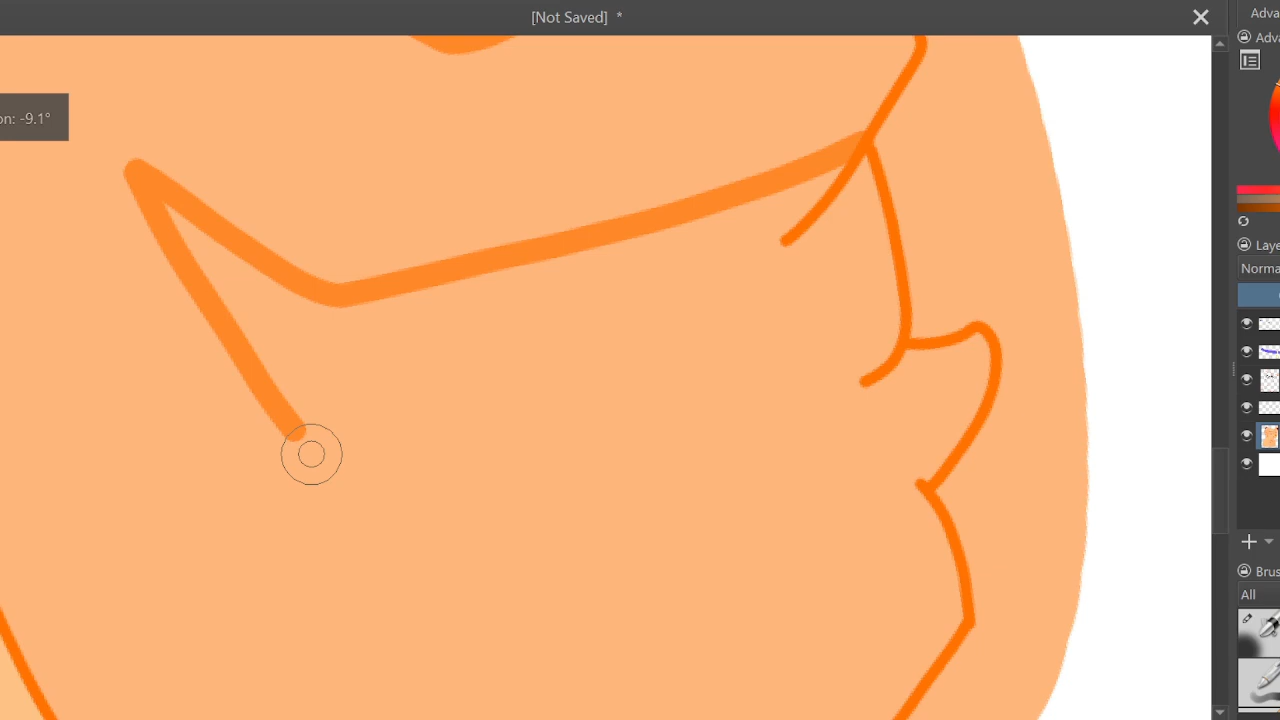 [Not Saved] *
Adva
Adva
on: -9.1°
Laye
Norma
Brus
All